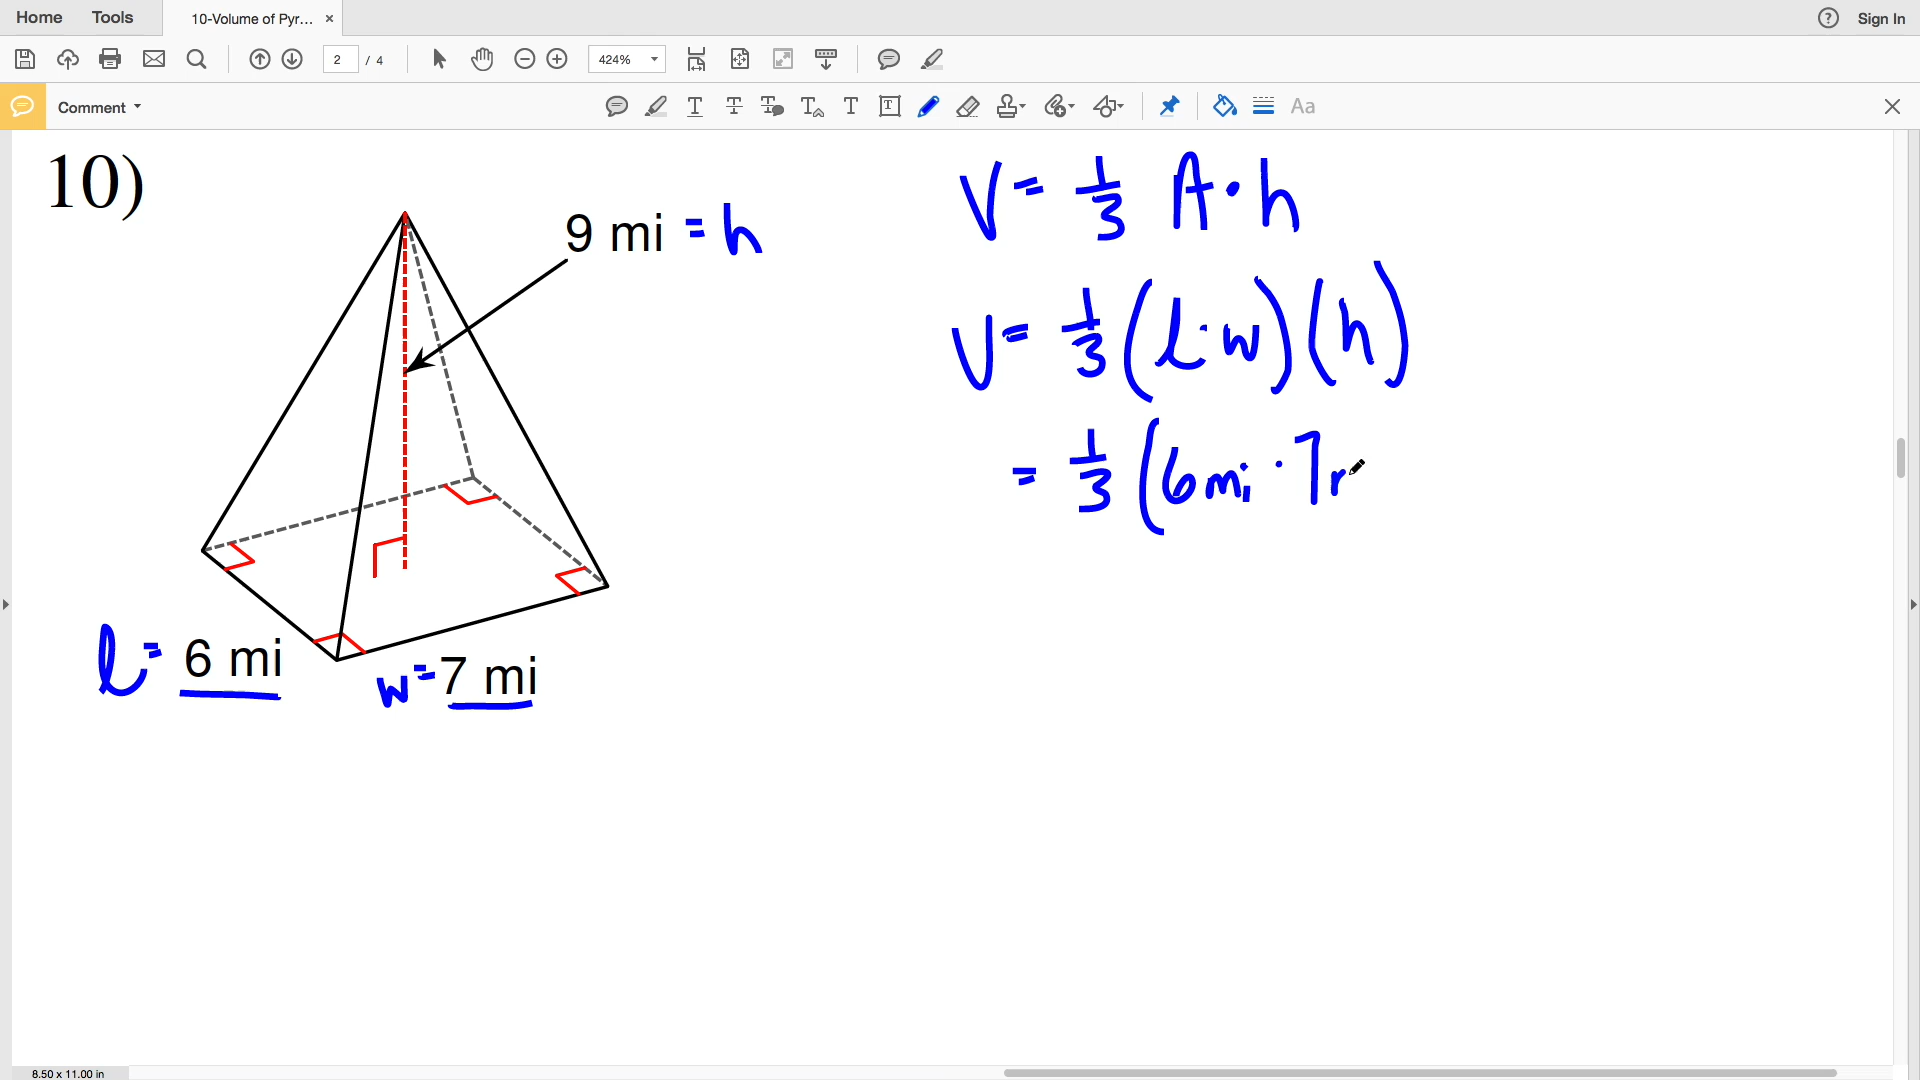 Home Tools 10-Volume of Pyr... × ? Sign In
2 / 4 424%
Comment Aa
10)
9 mi = h
l = 6 mi
w = 7 mi
V = 1/3 A · h
V = 1/3 (l · w)(h)
= 1/3 (6mi · 7
8.50 x 11.00 in